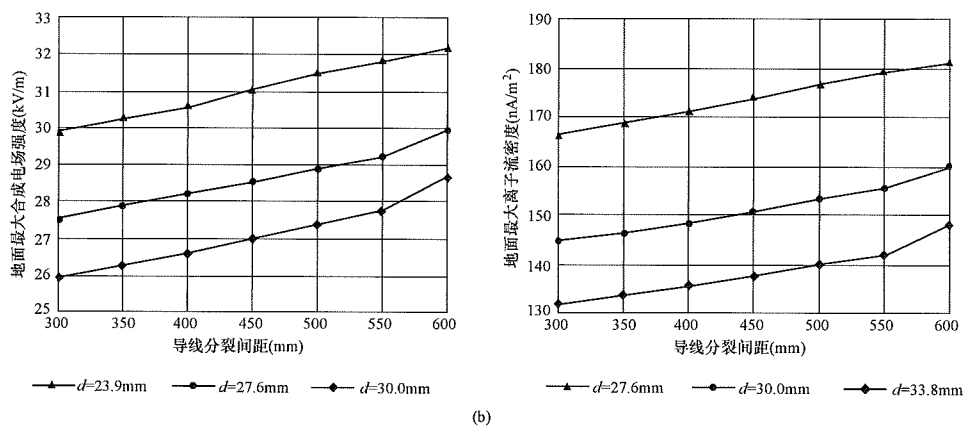 33
32
31
30
29
28
27
26
25
地面最大合成电场强度(kV/m)
300 350 400 450 500 550 600
导线分裂间距(mm)
d=23.9mm d=27.6mm d=30.0mm
190
180
170
160
150
140
130
地面最大离子流密度(nA/m²)
300 350 400 450 500 550 600
导线分裂间距(mm)
d=27.6mm d=30.0mm d=33.8mm
(b)